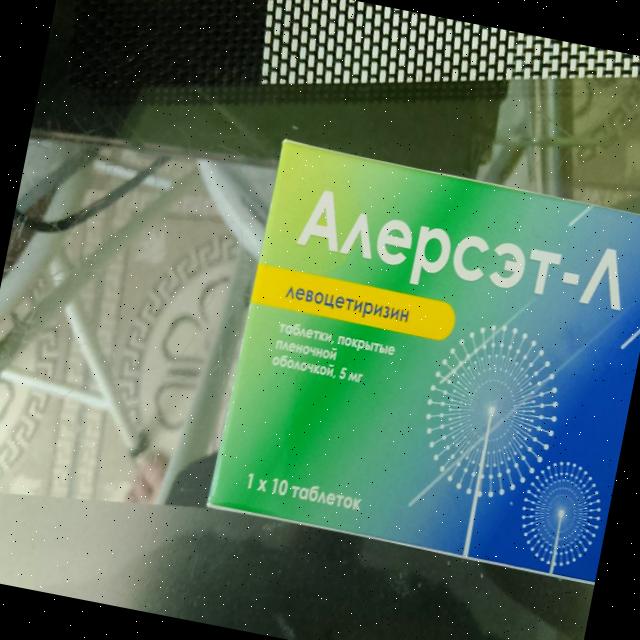 Алерсэт-Л
левоцетиризин
таблетки, покрытые
пленочной
оболочкой, 5 мг
1 x 10 таблеток